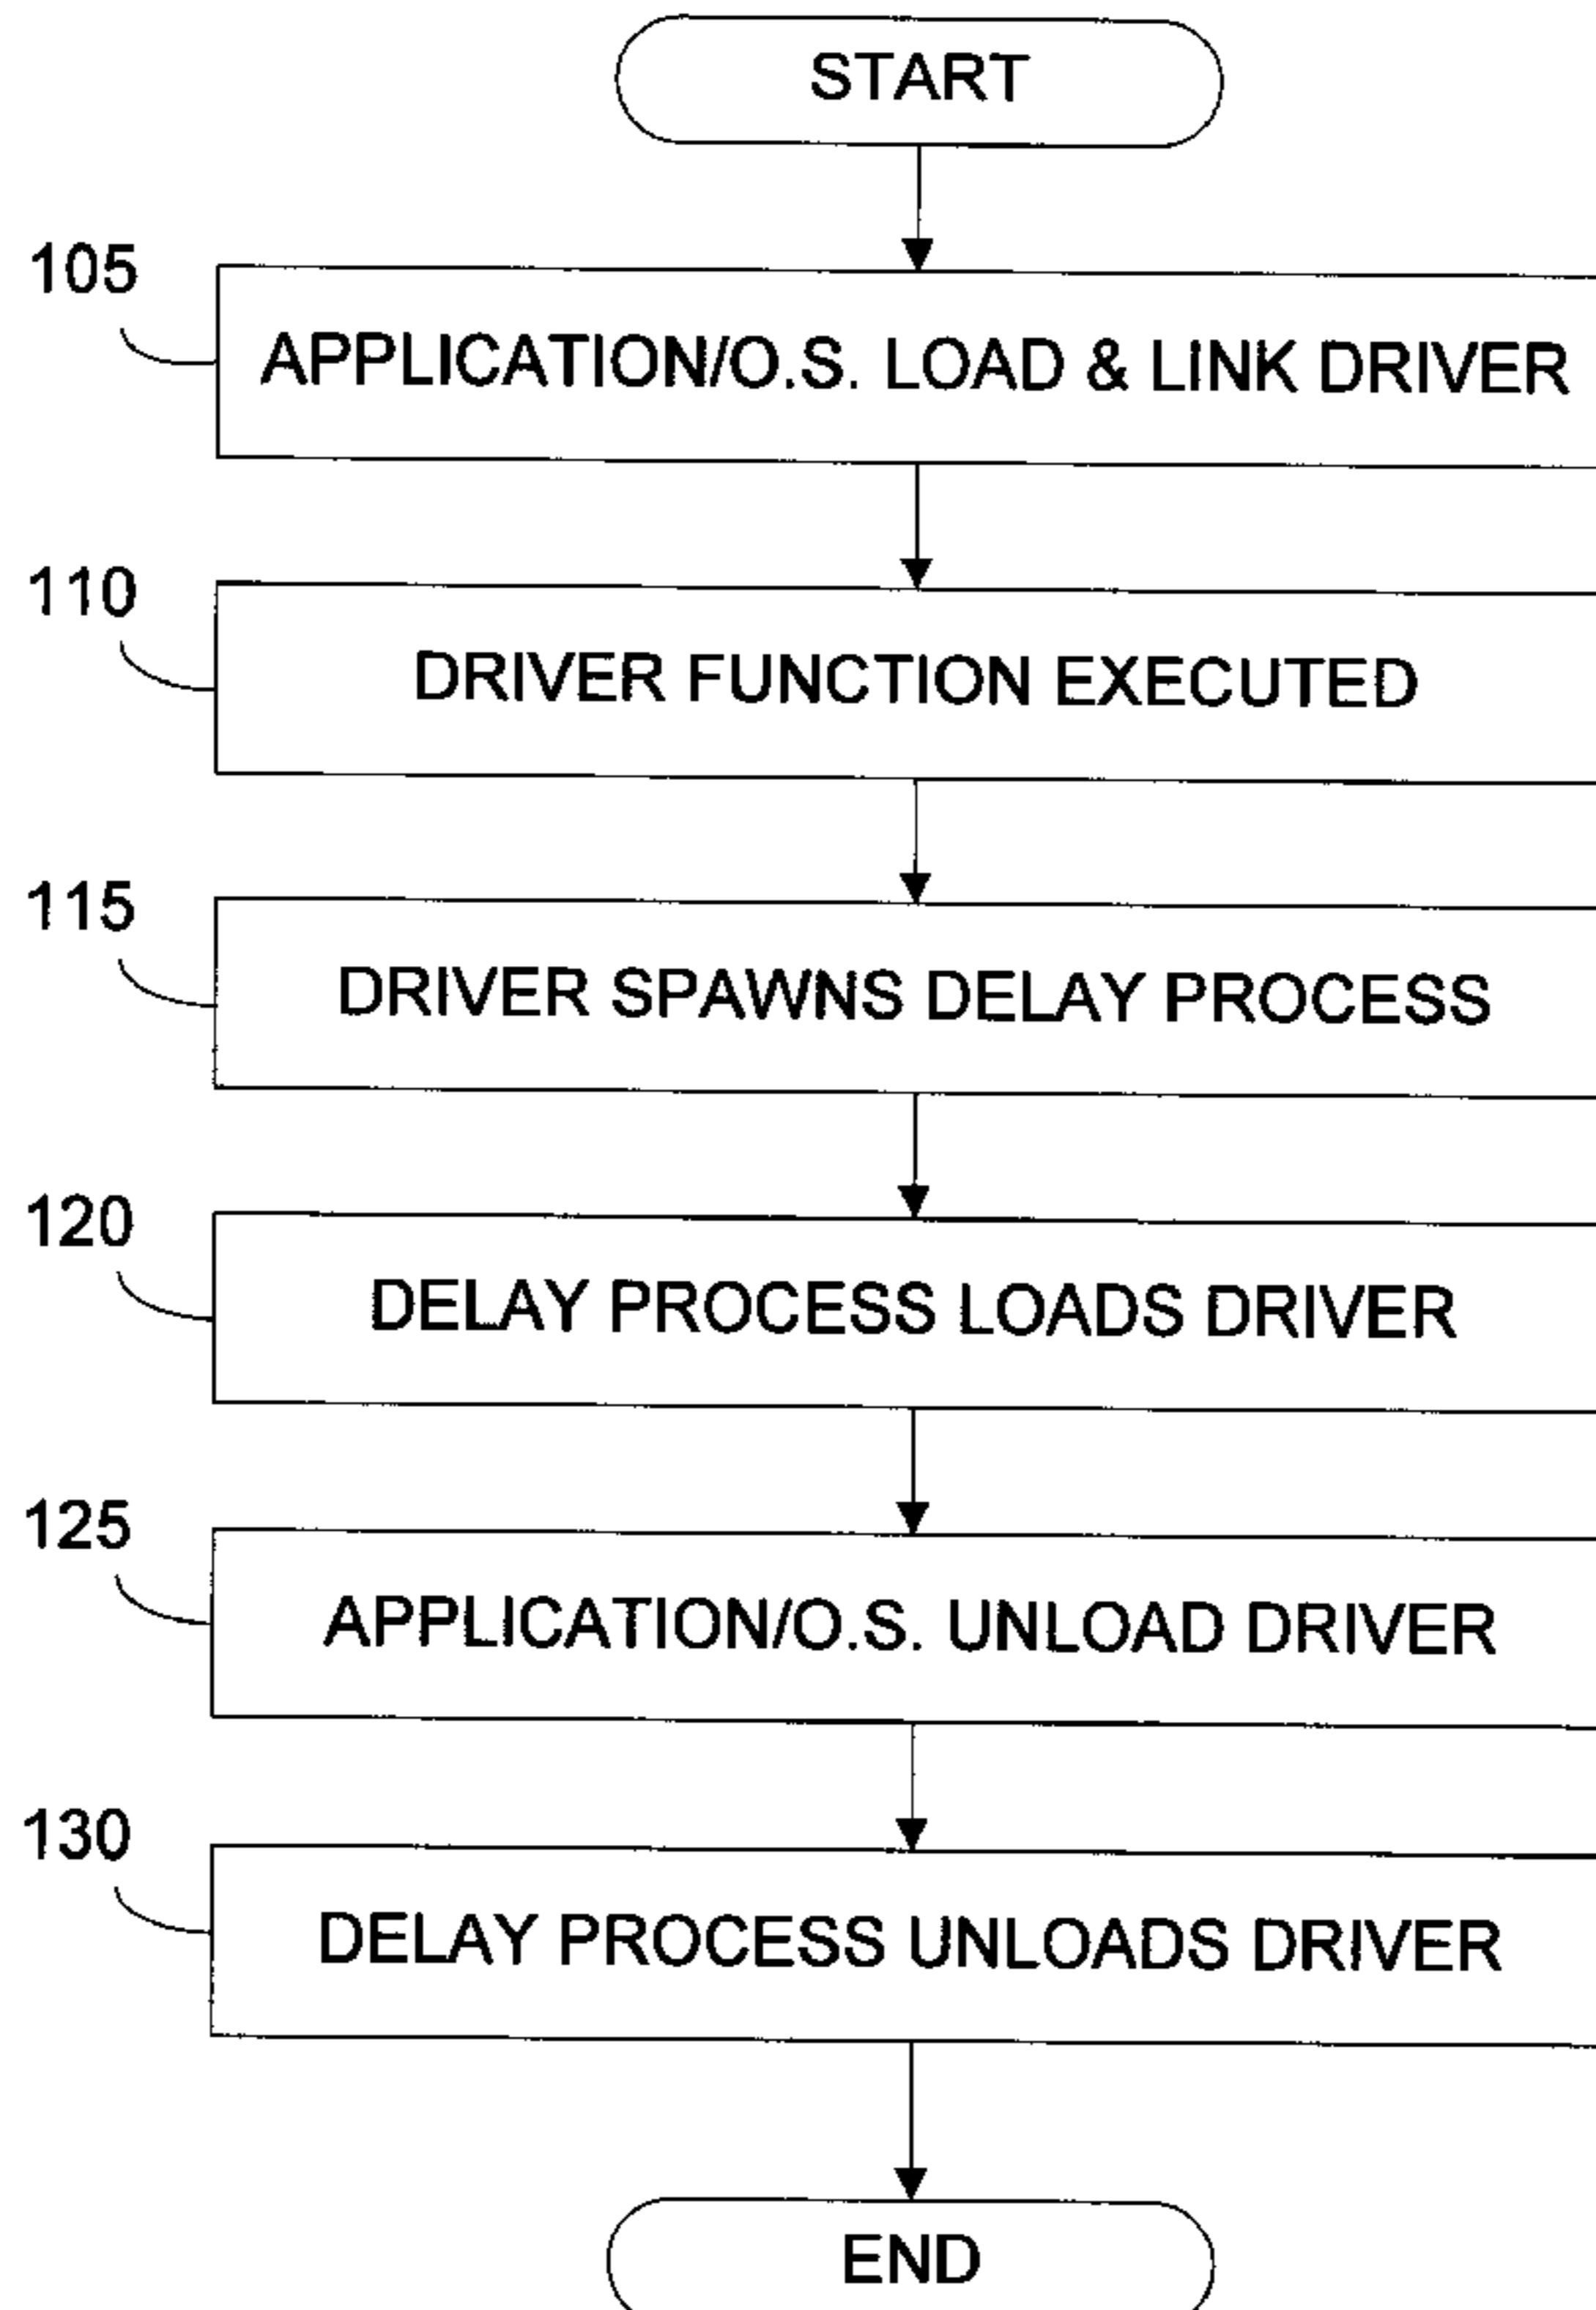 START
105
APPLICATION/O.S. LOAD & LINK DRIVER
110
DRIVER FUNCTION EXECUTED
115
DRIVER SPAWNS DELAY PROCESS
120
DELAY PROCESS LOADS DRIVER
125
APPLICATION/O.S. UNLOAD DRIVER
130
DELAY PROCESS UNLOADS DRIVER
END